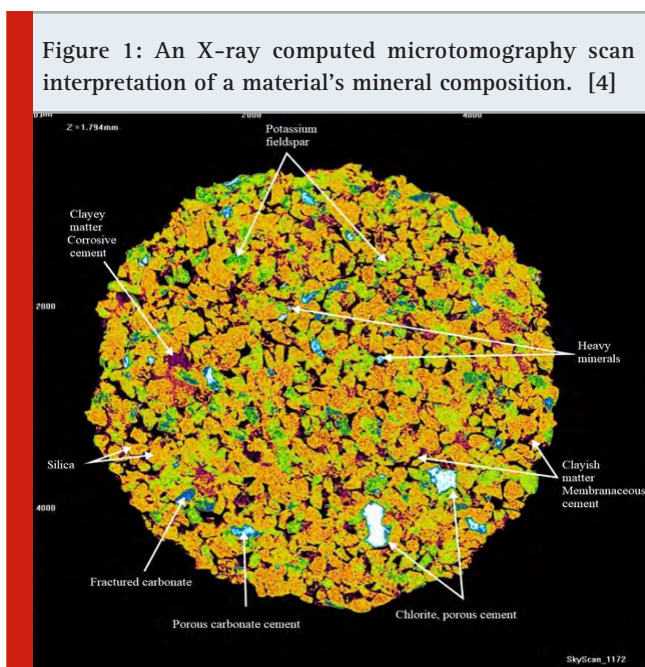 Figure 1: An X-ray computed microtomography scan
interpretation of a material's mineral composition. [4]
2000
4000
Z = 1.794mm
Potassium
fieldspar
Clayey
matter
Corrosive
cement
2000
Heavy
minerals
Silica
Clayish
matter
Membranaceous
cement
4000
Fractured carbonate
Porous carbonate cement
Chlorite, porous cement
SkyScan_1172